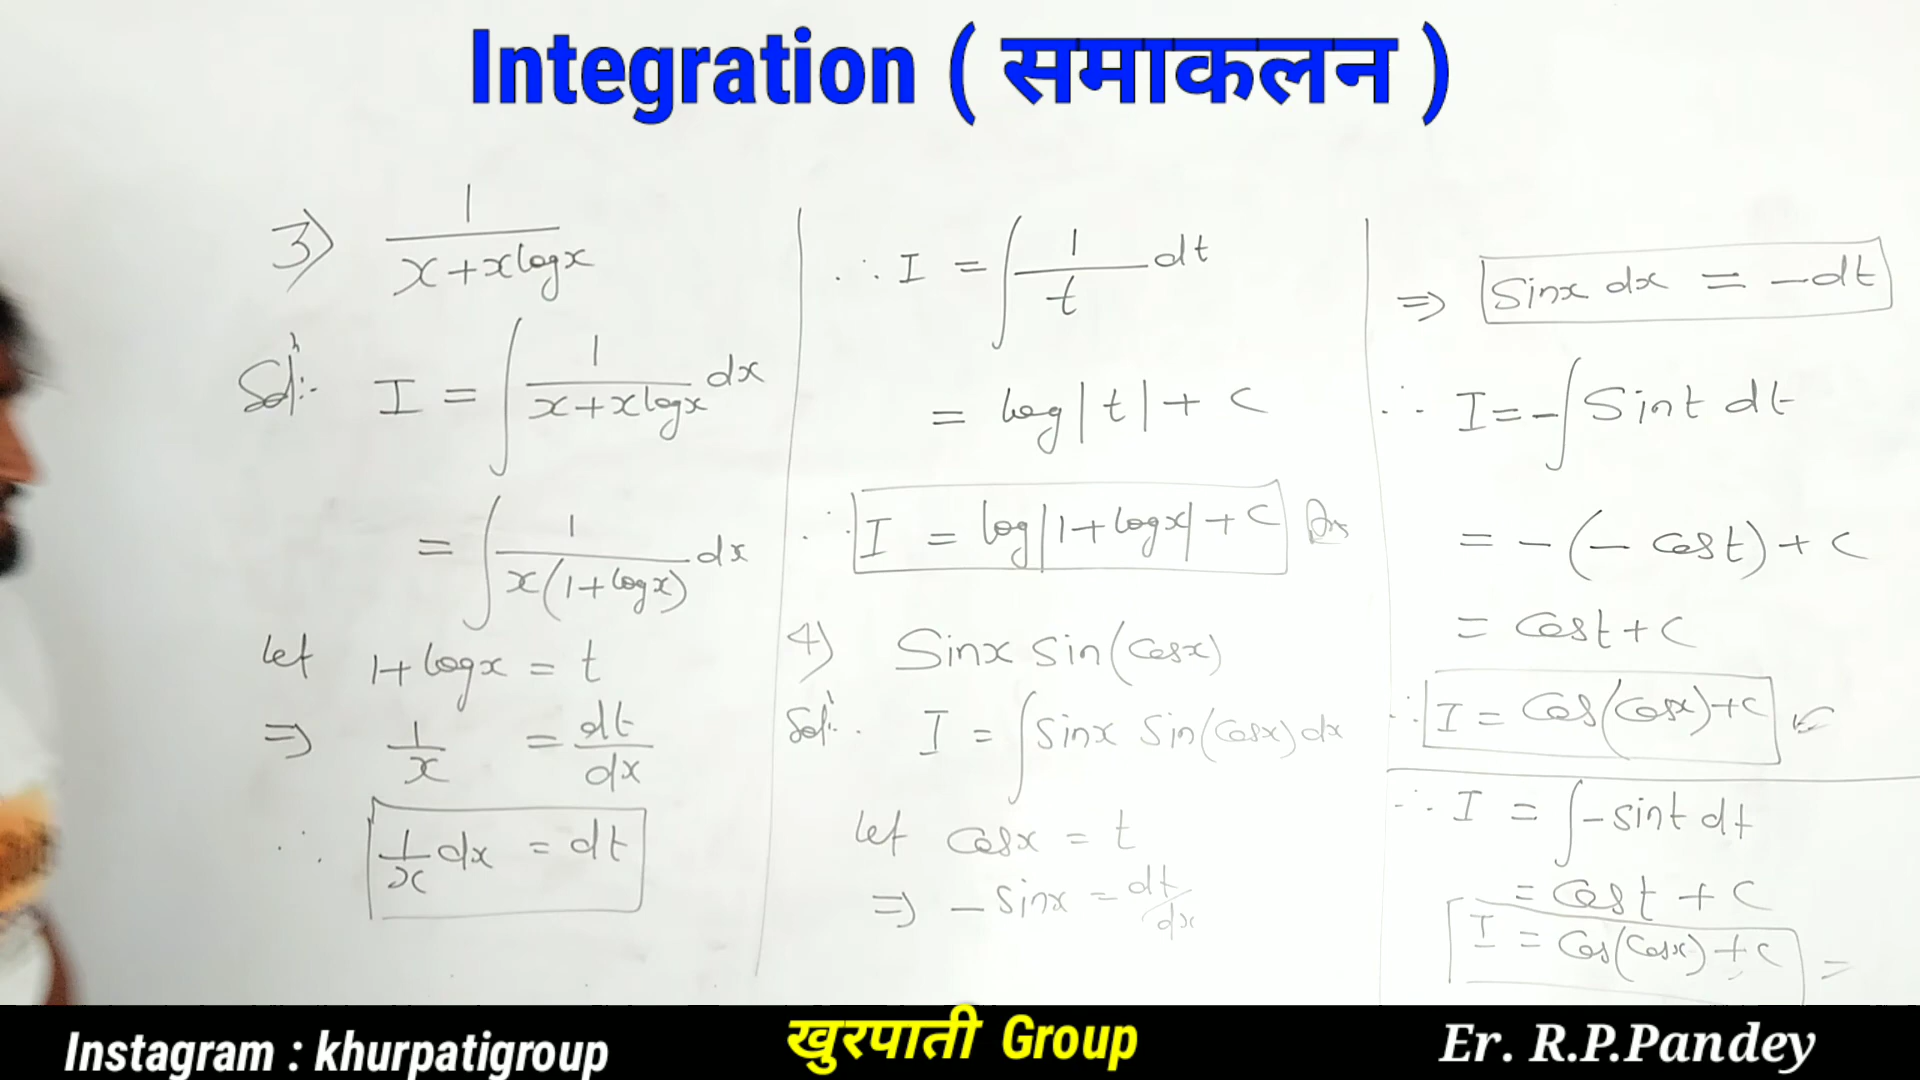 Integration ( समाकलन )
3) 1/(x+xlogx)
Solⁿ:- I = ∫ 1/(x+xlogx) dx
= ∫ 1/(x(1+logx)) dx
let 1+logx = t
⇒ 1/x = dt/dx
∴ 1/x dx = dt
∴ I = ∫ 1/t dt
= log|t| + C
∴ I = log|1+logx| + C
4) Sinx Sin(Cosx)
Solⁿ:- I = ∫ Sinx Sin(Cosx) dx
let Cosx = t
⇒ -Sinx = dt/dx
⇒ Sinx dx = -dt
∴ I = -∫ Sint dt
= -(-Cost) + C
= Cost + C
∴ I = Cos(Cosx) + C
∴ I = ∫ -sint dt
= Cost + C
I = Cos(Cosx) + C
Instagram : khurpatigroup
खुरपाती Group
Er. R.P.Pandey